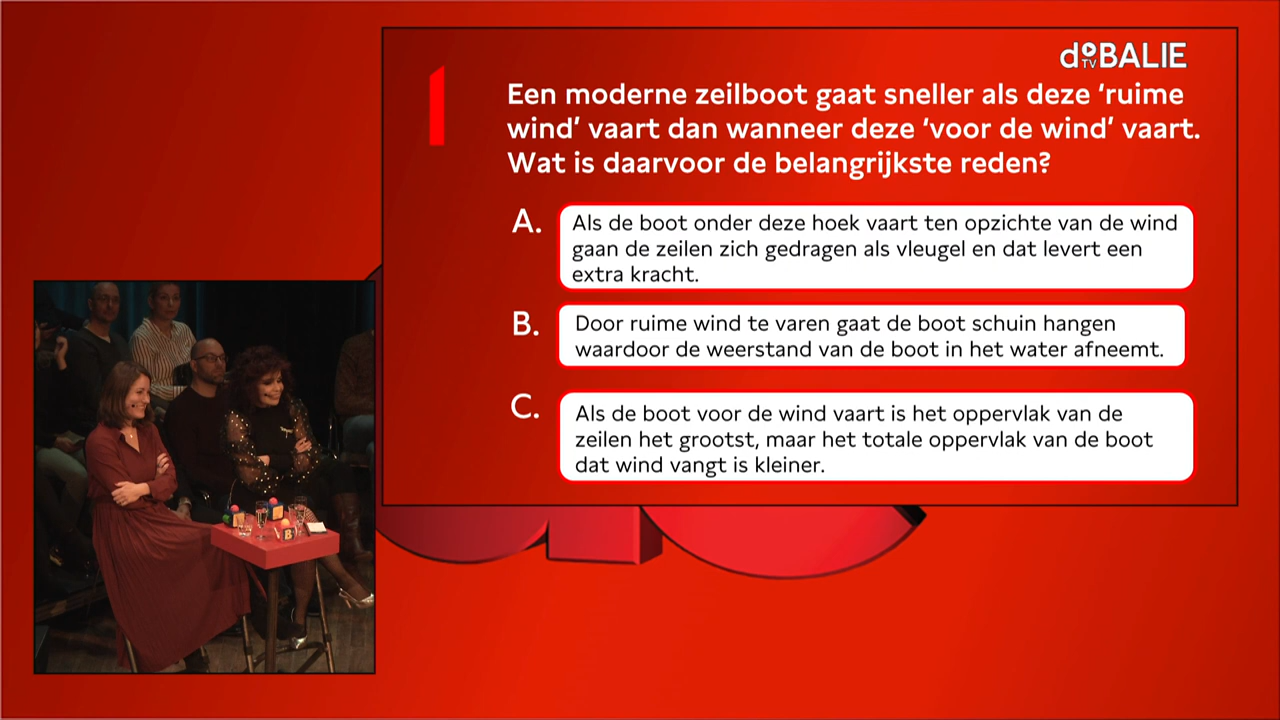 doBALIE
TV
1
Een moderne zeilboot gaat sneller als deze ‘ruime
wind’ vaart dan wanneer deze ‘voor de wind’ vaart.
Wat is daarvoor de belangrijkste reden?
A.
Als de boot onder deze hoek vaart ten opzichte van de wind
gaan de zeilen zich gedragen als vleugel en dat levert een
extra kracht.
B.
Door ruime wind te varen gaat de boot schuin hangen
waardoor de weerstand van de boot in het water afneemt.
C.
Als de boot voor de wind vaart is het oppervlak van de
zeilen het grootst, maar het totale oppervlak van de boot
dat wind vangt is kleiner.
B